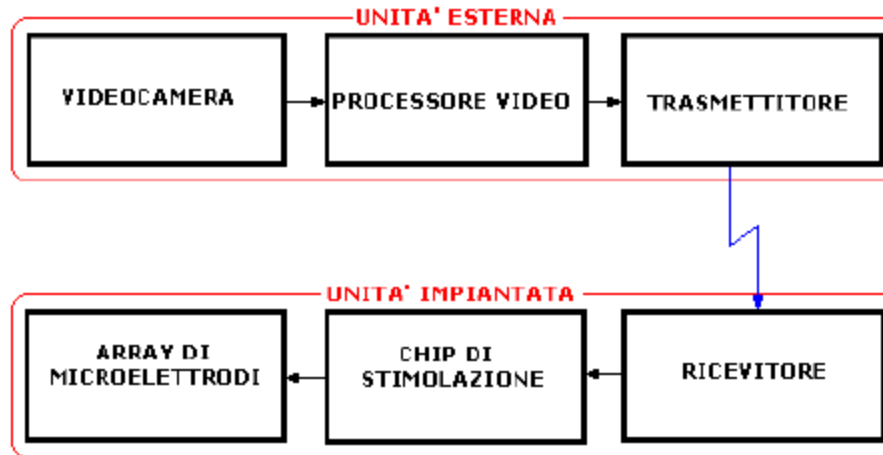 UNITA' ESTERNA
VIDEOCAMERA
PROCESSORE VIDEO
TRASMETTITORE
UNITA' IMPIANTATA
ARRAY DI
MICROELETTRODI
CHIP DI
STIMOLAZIONE
RICEVITORE